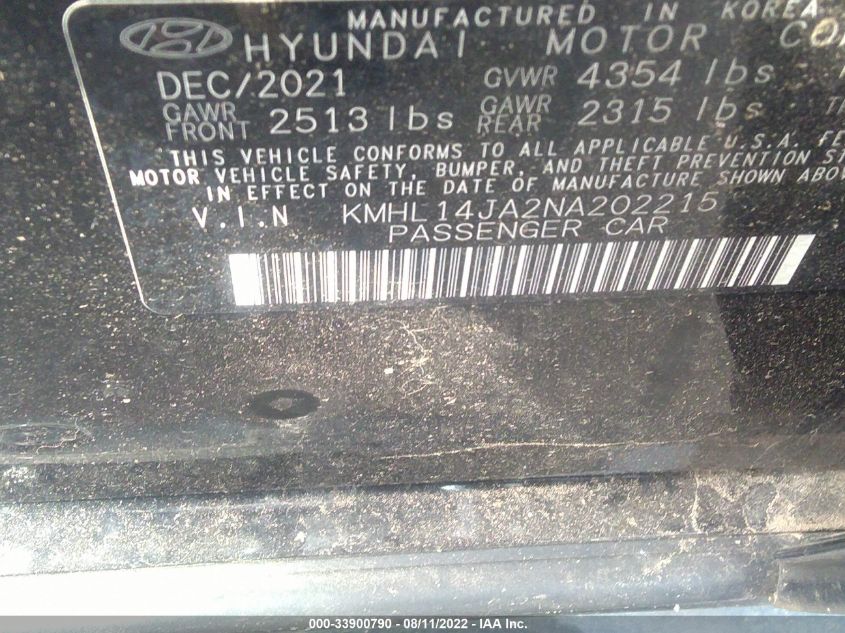 MANUFACTURED IN KOREA
HYUNDAI MOTOR CO
DEC/2021 GVWR 4354 lbs
GAWR FRONT 2513 lbs GAWR REAR 2315 lbs
THIS VEHICLE CONFORMS TO ALL APPLICABLE U.S.A. FE
MOTOR VEHICLE SAFETY, BUMPER, AND THEFT PREVENTION ST
IN EFFECT ON THE DATE OF MANUFACTURE SHOWN ABOV
V.I.N KMHL14JA2NA202215
PASSENGER CAR
000-33900790 - 08/11/2022 - IAA Inc.